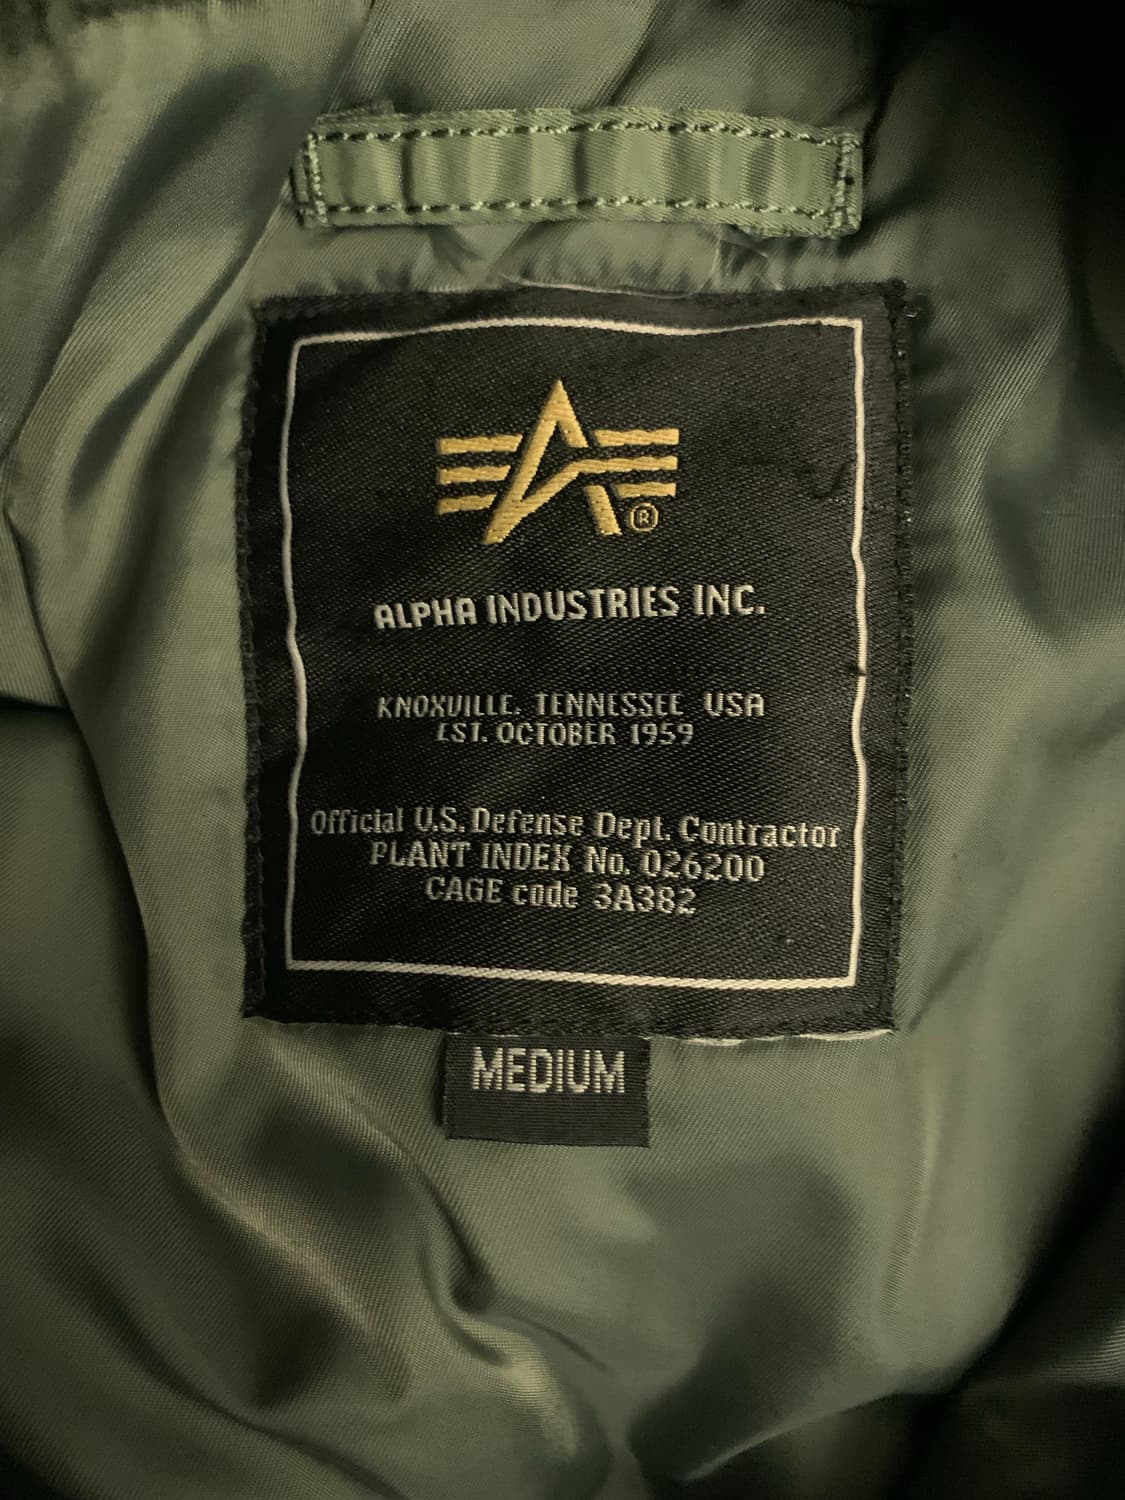 ®
ALPHA INDUSTRIES INC.
KNOXVILLE, TENNESSEE USA
EST. OCTOBER 1959
Official U.S. Defense Dept. Contractor
PLANT INDEX No. 026200
CAGE code 3A382
MEDIUM